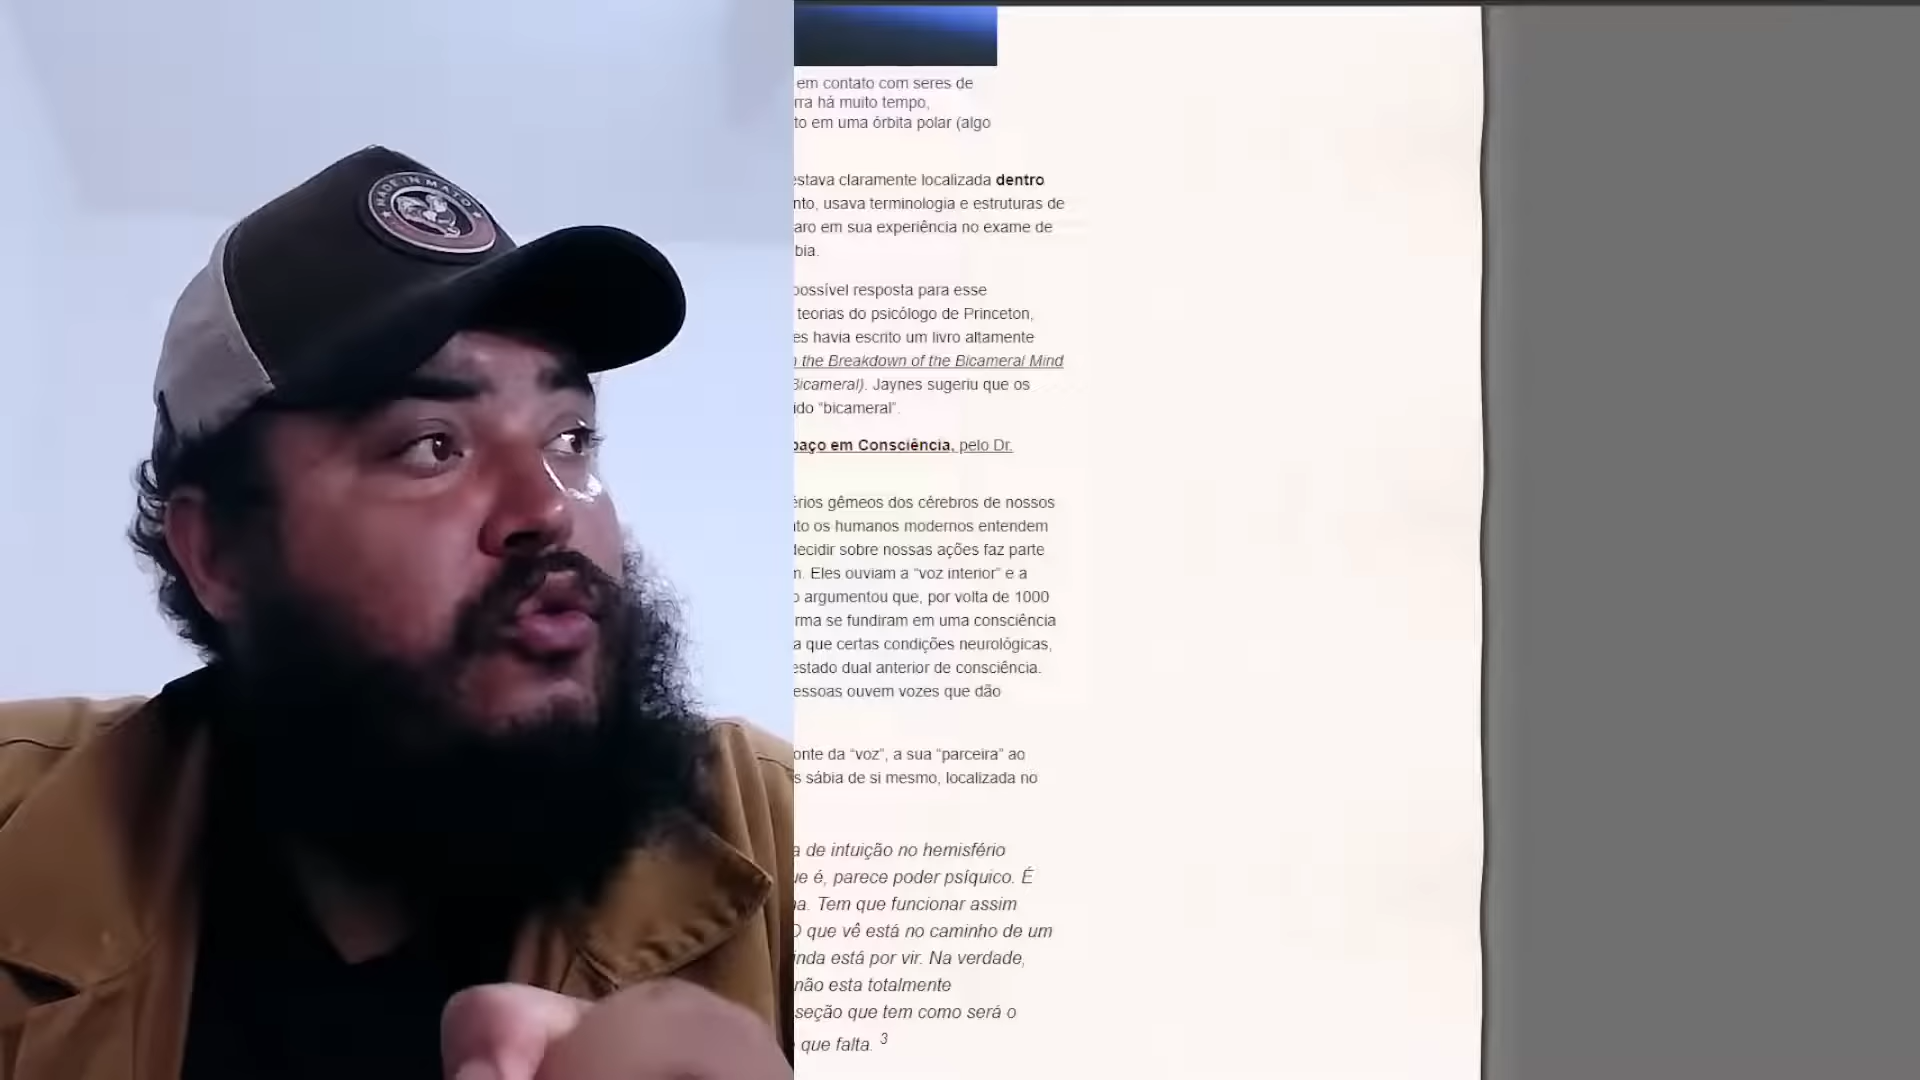 MADE IN MATO
em contato com seres de
rra há muito tempo,
to em uma órbita polar (algo
estava claramente localizada dentro
nto, usava terminologia e estruturas de
aro em sua experiência no exame de
bia.
possível resposta para esse
teorias do psicólogo de Princeton,
es havia escrito um livro altamente
n the Breakdown of the Bicameral Mind
Bicameral). Jaynes sugeriu que os
ido “bicameral”.
paço em Consciência, pelo Dr.
érios gêmeos dos cérebros de nossos
nto os humanos modernos entendem
decidir sobre nossas ações faz parte
n. Eles ouviam a “voz interior” e a
o argumentou que, por volta de 1000
rma se fundiram em uma consciência
a que certas condições neurológicas,
estado dual anterior de consciência.
essoas ouvem vozes que dão
onte da “voz”, a sua “parceira” ao
s sábia de si mesmo, localizada no
a de intuição no hemisfério
ue é, parece poder psíquico. É
na. Tem que funcionar assim
O que vê está no caminho de um
inda está por vir. Na verdade,
não esta totalmente
seção que tem como será o
que falta. 3